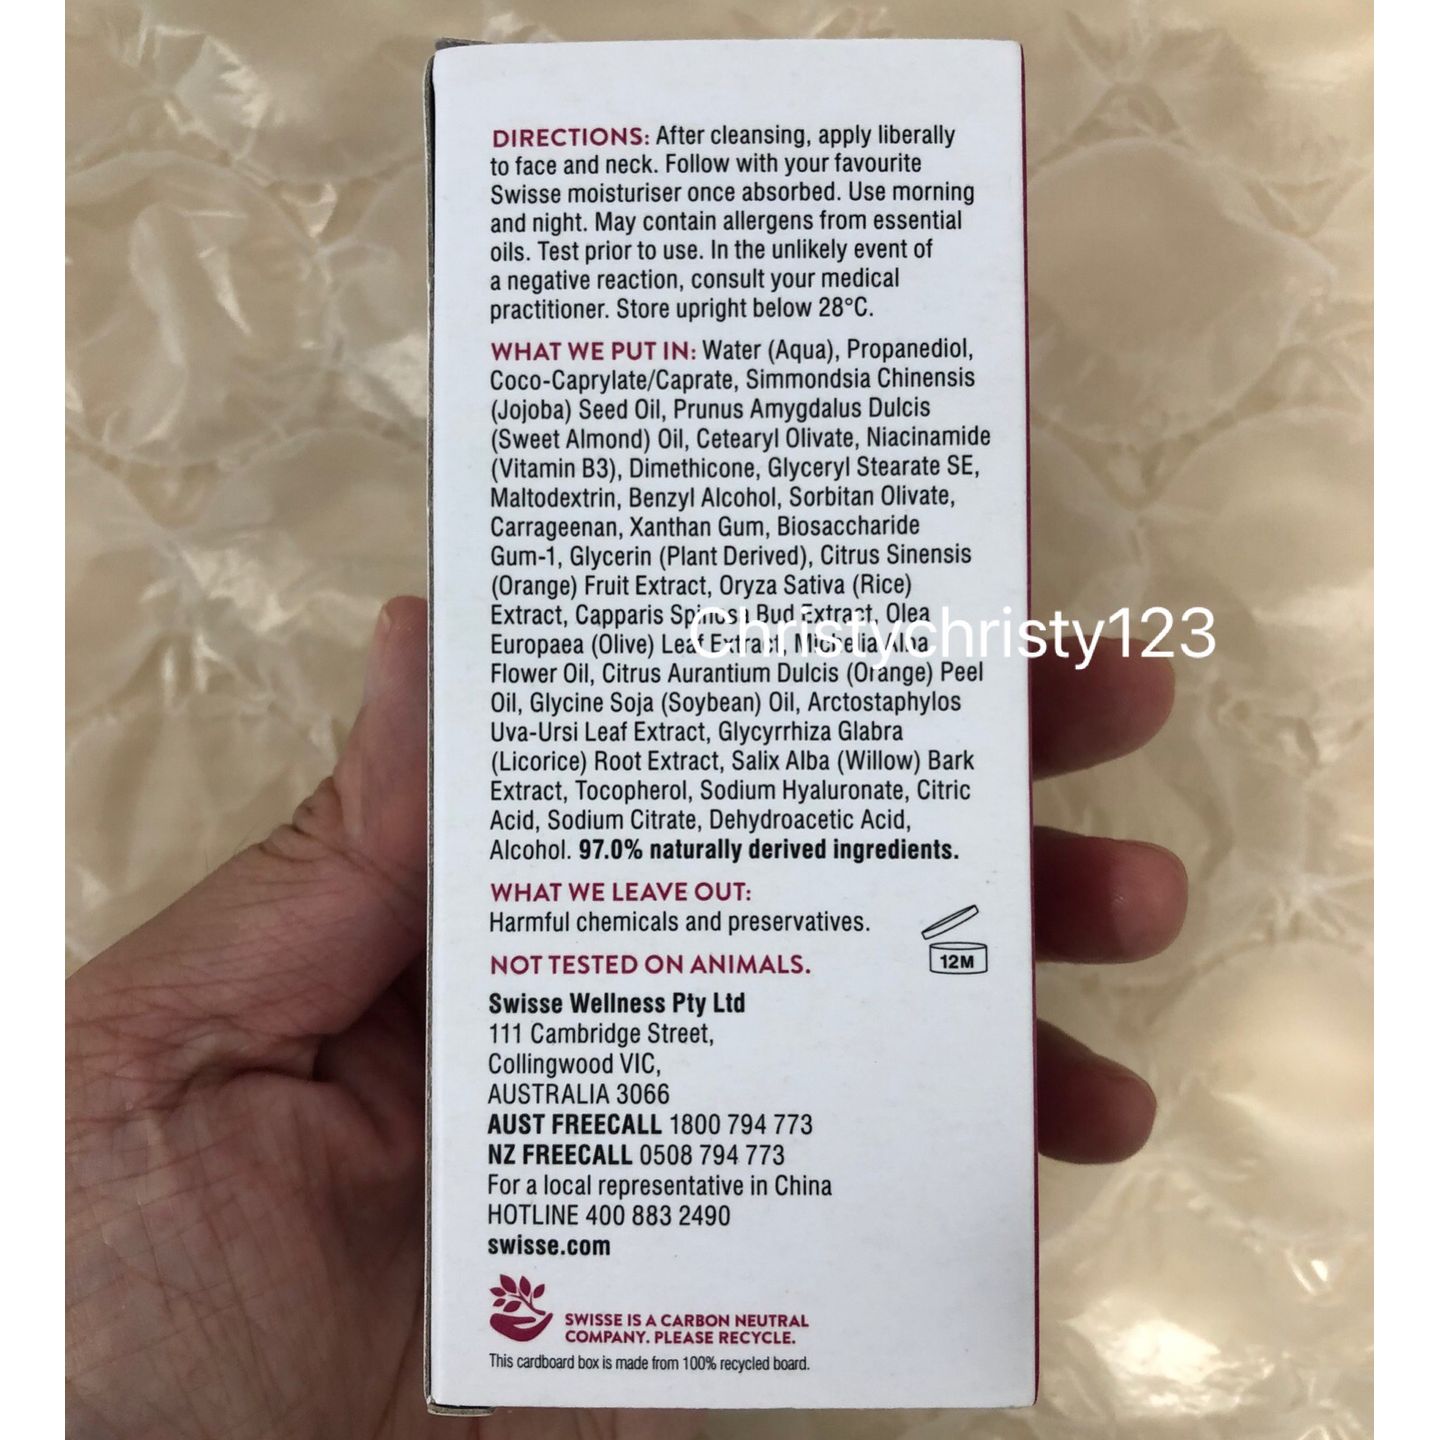 DIRECTIONS: After cleansing, apply liberally
to face and neck. Follow with your favourite
Swisse moisturiser once absorbed. Use morning
and night. May contain allergens from essential
oils. Test prior to use. In the unlikely event of
a negative reaction, consult your medical
practitioner. Store upright below 28°C.
WHAT WE PUT IN: Water (Aqua), Propanediol,
Coco-Caprylate/Caprate, Simmondsia Chinensis
(Jojoba) Seed Oil, Prunus Amygdalus Dulcis
(Sweet Almond) Oil, Cetearyl Olivate, Niacinamide
(Vitamin B3), Dimethicone, Glyceryl Stearate SE,
Maltodextrin, Benzyl Alcohol, Sorbitan Olivate,
Carrageenan, Xanthan Gum, Biosaccharide
Gum-1, Glycerin (Plant Derived), Citrus Sinensis
(Orange) Fruit Extract, Oryza Sativa (Rice)
Extract, Capparis Spinosa Bud Extract, Olea
Europaea (Olive) Leaf Extract, Michelia Alba
Christychristy123
Flower Oil, Citrus Aurantium Dulcis (Orange) Peel
Oil, Glycine Soja (Soybean) Oil, Arctostaphylos
Uva-Ursi Leaf Extract, Glycyrrhiza Glabra
(Licorice) Root Extract, Salix Alba (Willow) Bark
Extract, Tocopherol, Sodium Hyaluronate, Citric
Acid, Sodium Citrate, Dehydroacetic Acid,
Alcohol. 97.0% naturally derived ingredients.
WHAT WE LEAVE OUT:
Harmful chemicals and preservatives.
12M
NOT TESTED ON ANIMALS.
Swisse Wellness Pty Ltd
111 Cambridge Street,
Collingwood VIC,
AUSTRALIA 3066
AUST FREECALL 1800 794 773
NZ FREECALL 0508 794 773
For a local representative in China
HOTLINE 400 883 2490
swisse.com
SWISSE IS A CARBON NEUTRAL
COMPANY. PLEASE RECYCLE.
This cardboard box is made from 100% recycled board.